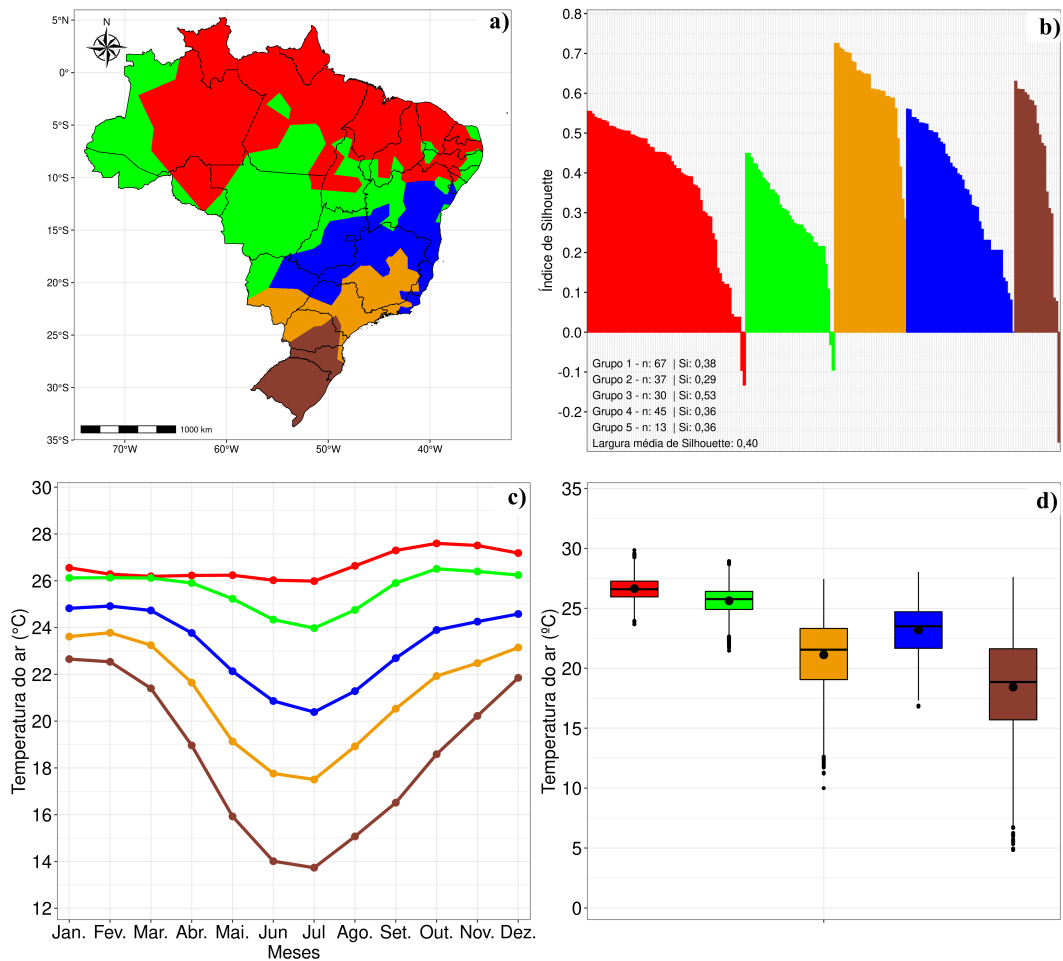 a)
N
5°N
0°
5°S
10°S
15°S
20°S
25°S
30°S
35°S
1000 km
70°W
60°W
50°W
40°W
b)
Índice de Silhouette
0.8
0.7
0.6
0.5
0.4
0.3
0.2
0.1
0.0
-0.1
-0.2
Grupo 1 - n: 67 | Si: 0,38
Grupo 2 - n: 37 | Si: 0,29
Grupo 3 - n: 30 | Si: 0,53
Grupo 4 - n: 45 | Si: 0,36
Grupo 5 - n: 13 | Si: 0,36
Largura média de Silhouette: 0,40
c)
Temperatura do ar (ºC)
30
28
26
24
22
20
18
16
14
12
Jan. Fev. Mar. Abr. Mai. Jun Jul Ago. Set. Out. Nov. Dez.
Meses
d)
Temperatura do ar (ºC)
35
30
25
20
15
10
5
0